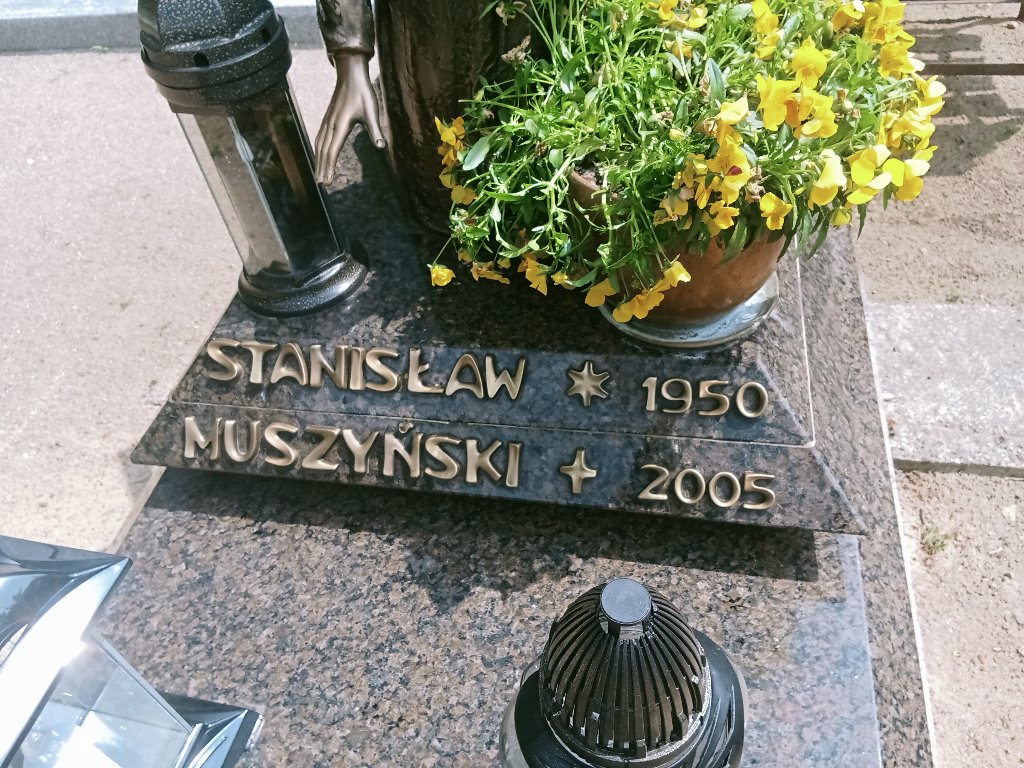 STANISŁAW * 1950
MUSZYŃSKI + 2005